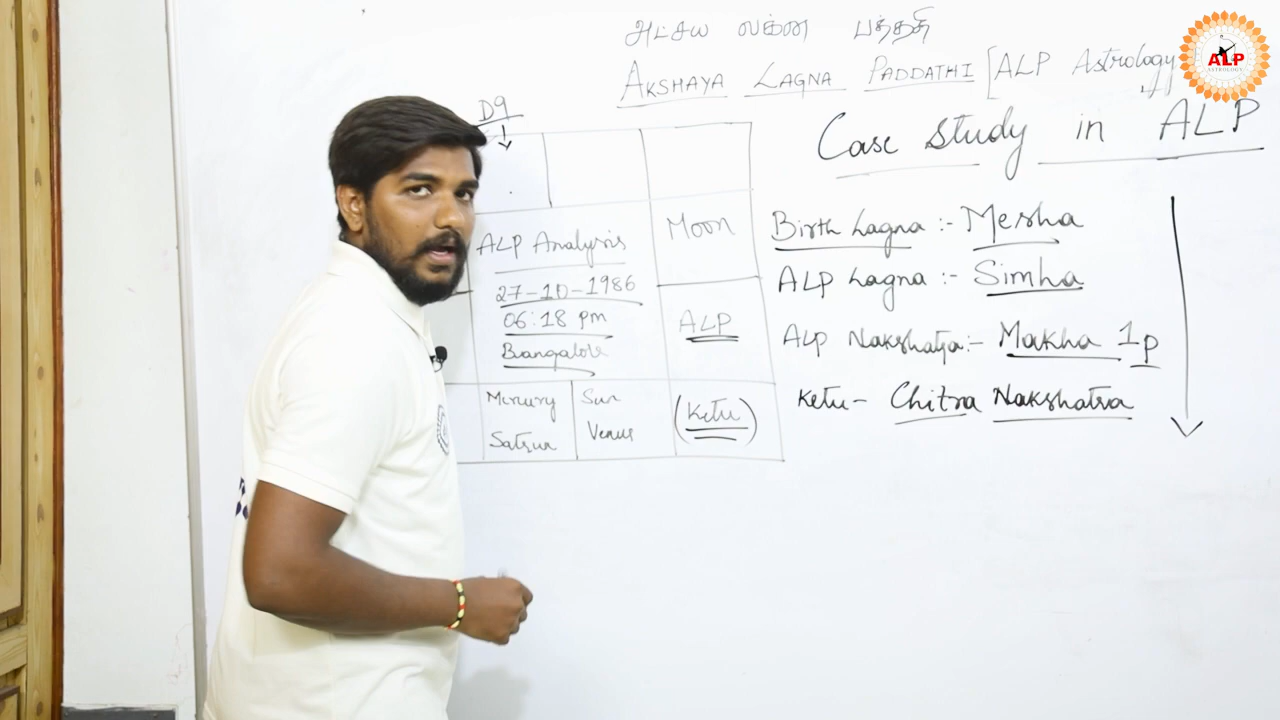 அட்சய லக்ன பத்ததி
AKSHAYA LAGNA PADDATHI [ALP Astrology
ALP
ASTROLOGY
Case Study in ALP
D9
Moon
ALP Analysis
27-10-1986
06:18 pm
Bangalore
ALP
Mercury
Saturn
Sun
Venus
(Ketu)
Birth Lagna :- Mesha
ALP Lagna :- Simha
ALP Nakshatra:- Makha 1p
Ketu- Chitra Nakshatra